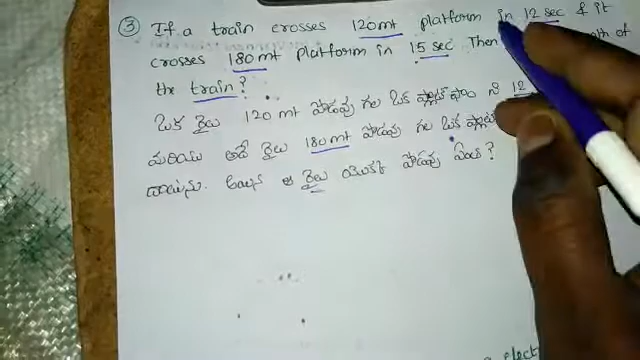 ③ If a train crosses 120mt platform in 12 sec & it
crosses 180mt Platform in 15 sec Then of
the train?
ఒక రైలు 120 mt పొడవు గల ఒక ప్లాట్ ఫాం ని 12
మరియు అదే రైలు 180mt పొడవు గల ఒక
దాటును. అయిన ఆ రైలు యొక్క పొడవు ఎంత?